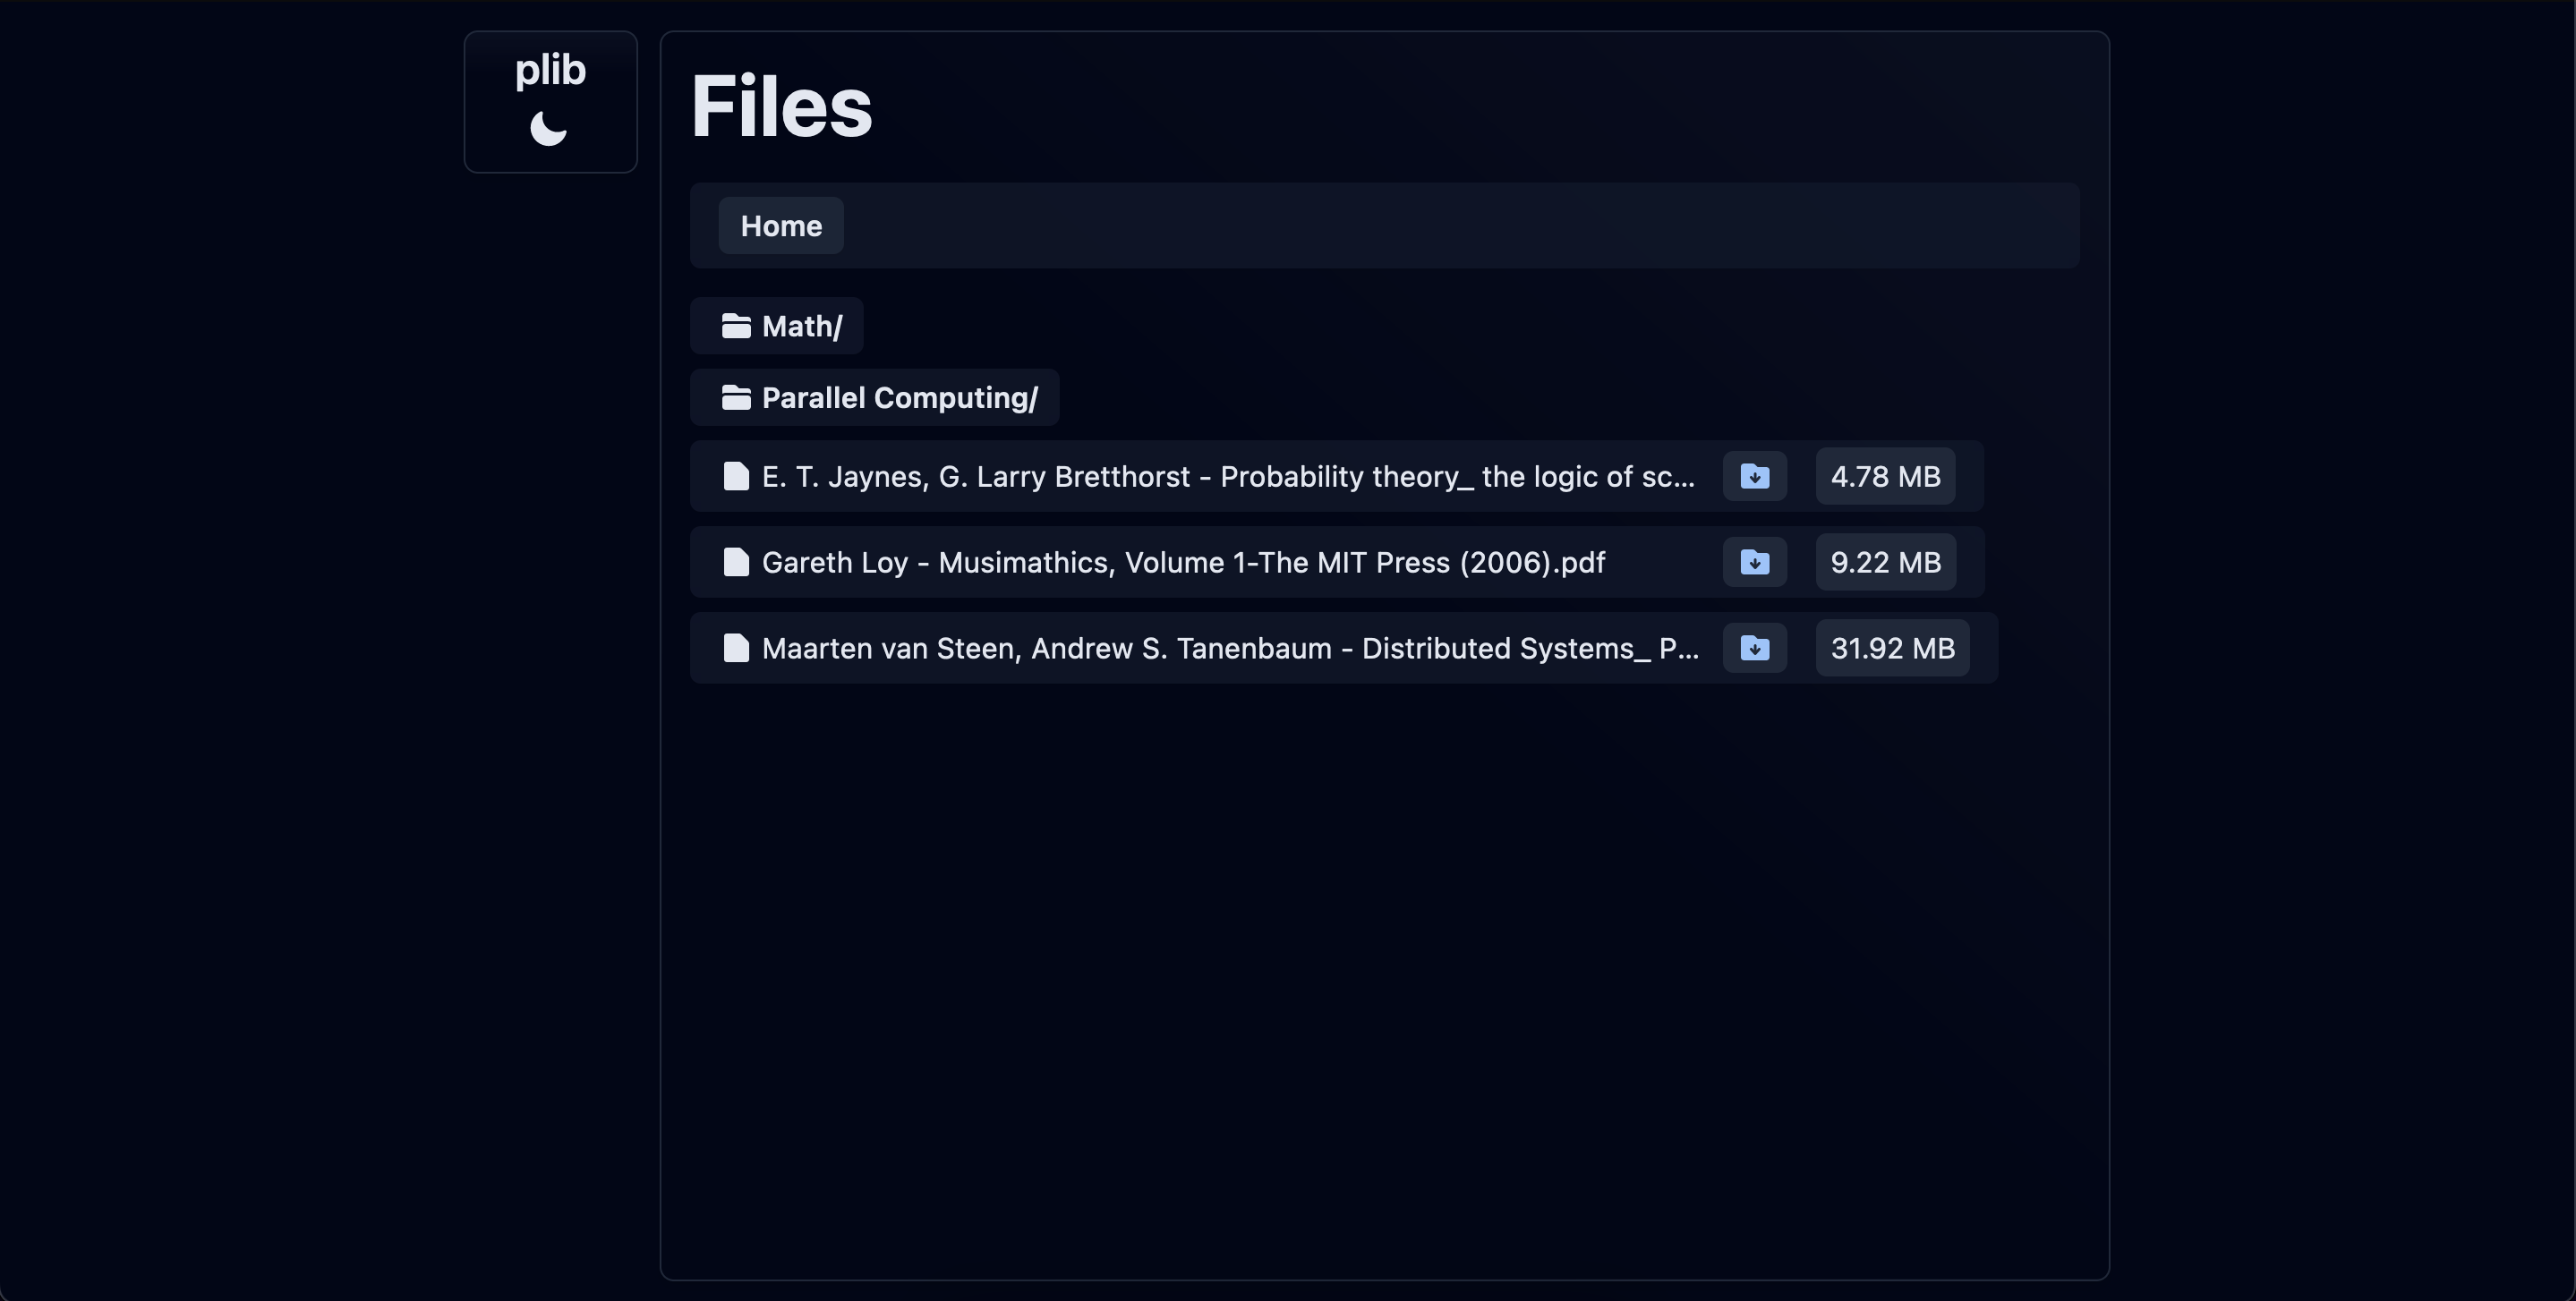 plib
Files
Home
Math/
Parallel Computing/
E. T. Jaynes, G. Larry Bretthorst - Probability theory_ the logic of sc... 4.78 MB
Gareth Loy - Musimathics, Volume 1-The MIT Press (2006).pdf 9.22 MB
Maarten van Steen, Andrew S. Tanenbaum - Distributed Systems_ P... 31.92 MB